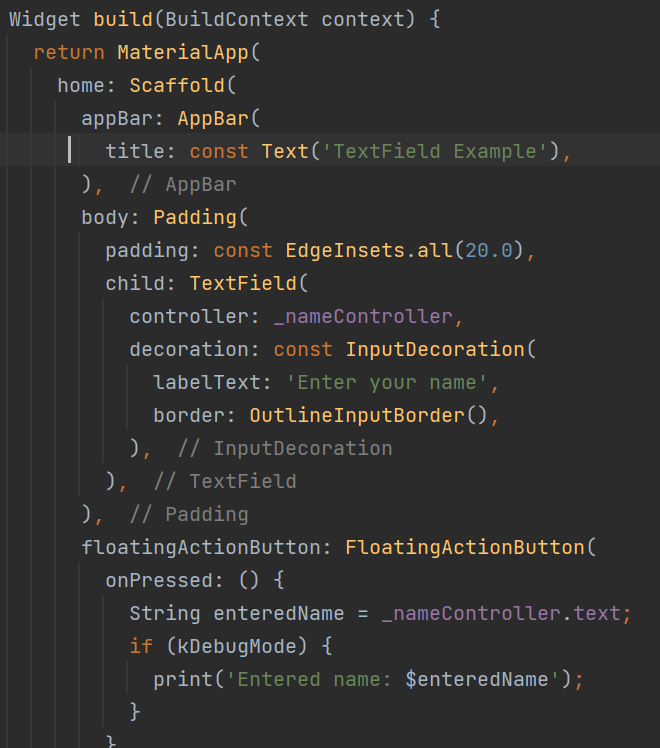 Widget build(BuildContext context) {
return MaterialApp(
home: Scaffold(
appBar: AppBar(
title: const Text('TextField Example'),
), // AppBar
body: Padding(
padding: const EdgeInsets.all(20.0),
child: TextField(
controller: _nameController,
decoration: const InputDecoration(
labelText: 'Enter your name',
border: OutlineInputBorder(),
), // InputDecoration
), // TextField
), // Padding
floatingActionButton: FloatingActionButton(
onPressed: () {
String enteredName = _nameController.text;
if (kDebugMode) {
print('Entered name: $enteredName');
}
}